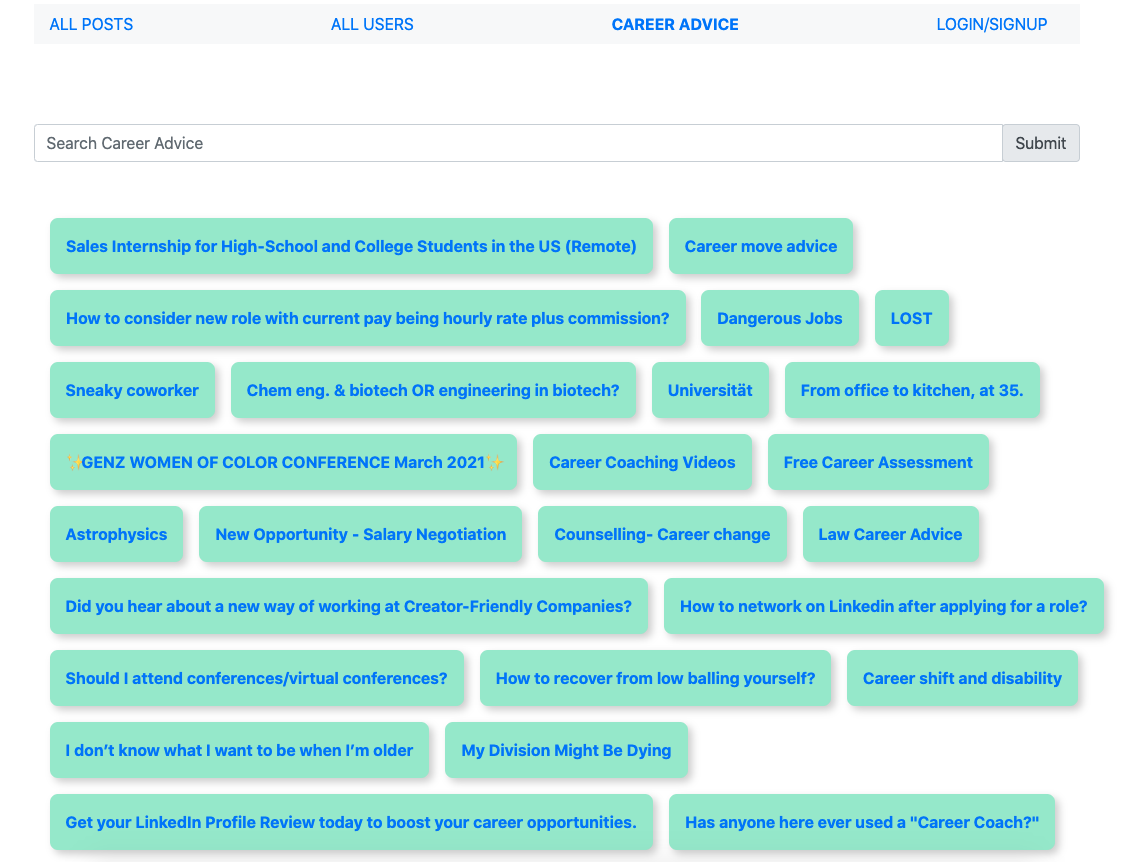 ALL POSTS ALL USERS CAREER ADVICE LOGIN/SIGNUP
Search Career Advice Submit
Sales Internship for High-School and College Students in the US (Remote) Career move advice
How to consider new role with current pay being hourly rate plus commission? Dangerous Jobs LOST
Sneaky coworker Chem eng. & biotech OR engineering in biotech? Universität From office to kitchen, at 35.
✨GENZ WOMEN OF COLOR CONFERENCE March 2021✨ Career Coaching Videos Free Career Assessment
Astrophysics New Opportunity - Salary Negotiation Counselling- Career change Law Career Advice
Did you hear about a new way of working at Creator-Friendly Companies? How to network on Linkedin after applying for a role?
Should I attend conferences/virtual conferences? How to recover from low balling yourself? Career shift and disability
I don’t know what I want to be when I’m older My Division Might Be Dying
Get your LinkedIn Profile Review today to boost your career opportunities. Has anyone here ever used a "Career Coach?"